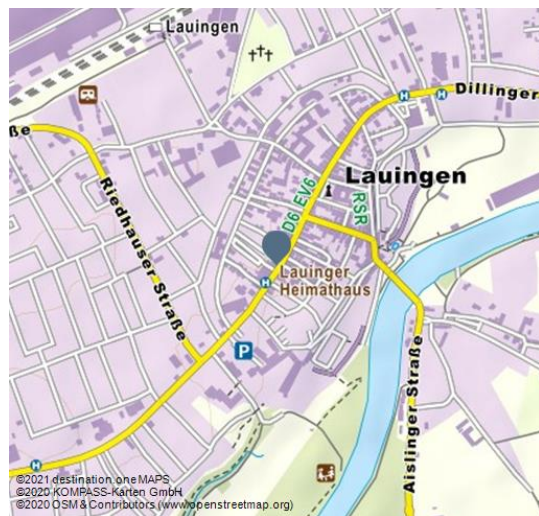 Lauingen
Dillinger
ße
D6 EV6
Lauingen
RSR
Riedhauser Straße
Lauinger
Heimathaus
H
H
H
H
P
i
Aislinger Straße
©2021 destination.one MAPS
©2020 KOMPASS-Karten GmbH
©2020 OSM & Contributors (www.openstreetmap.org)